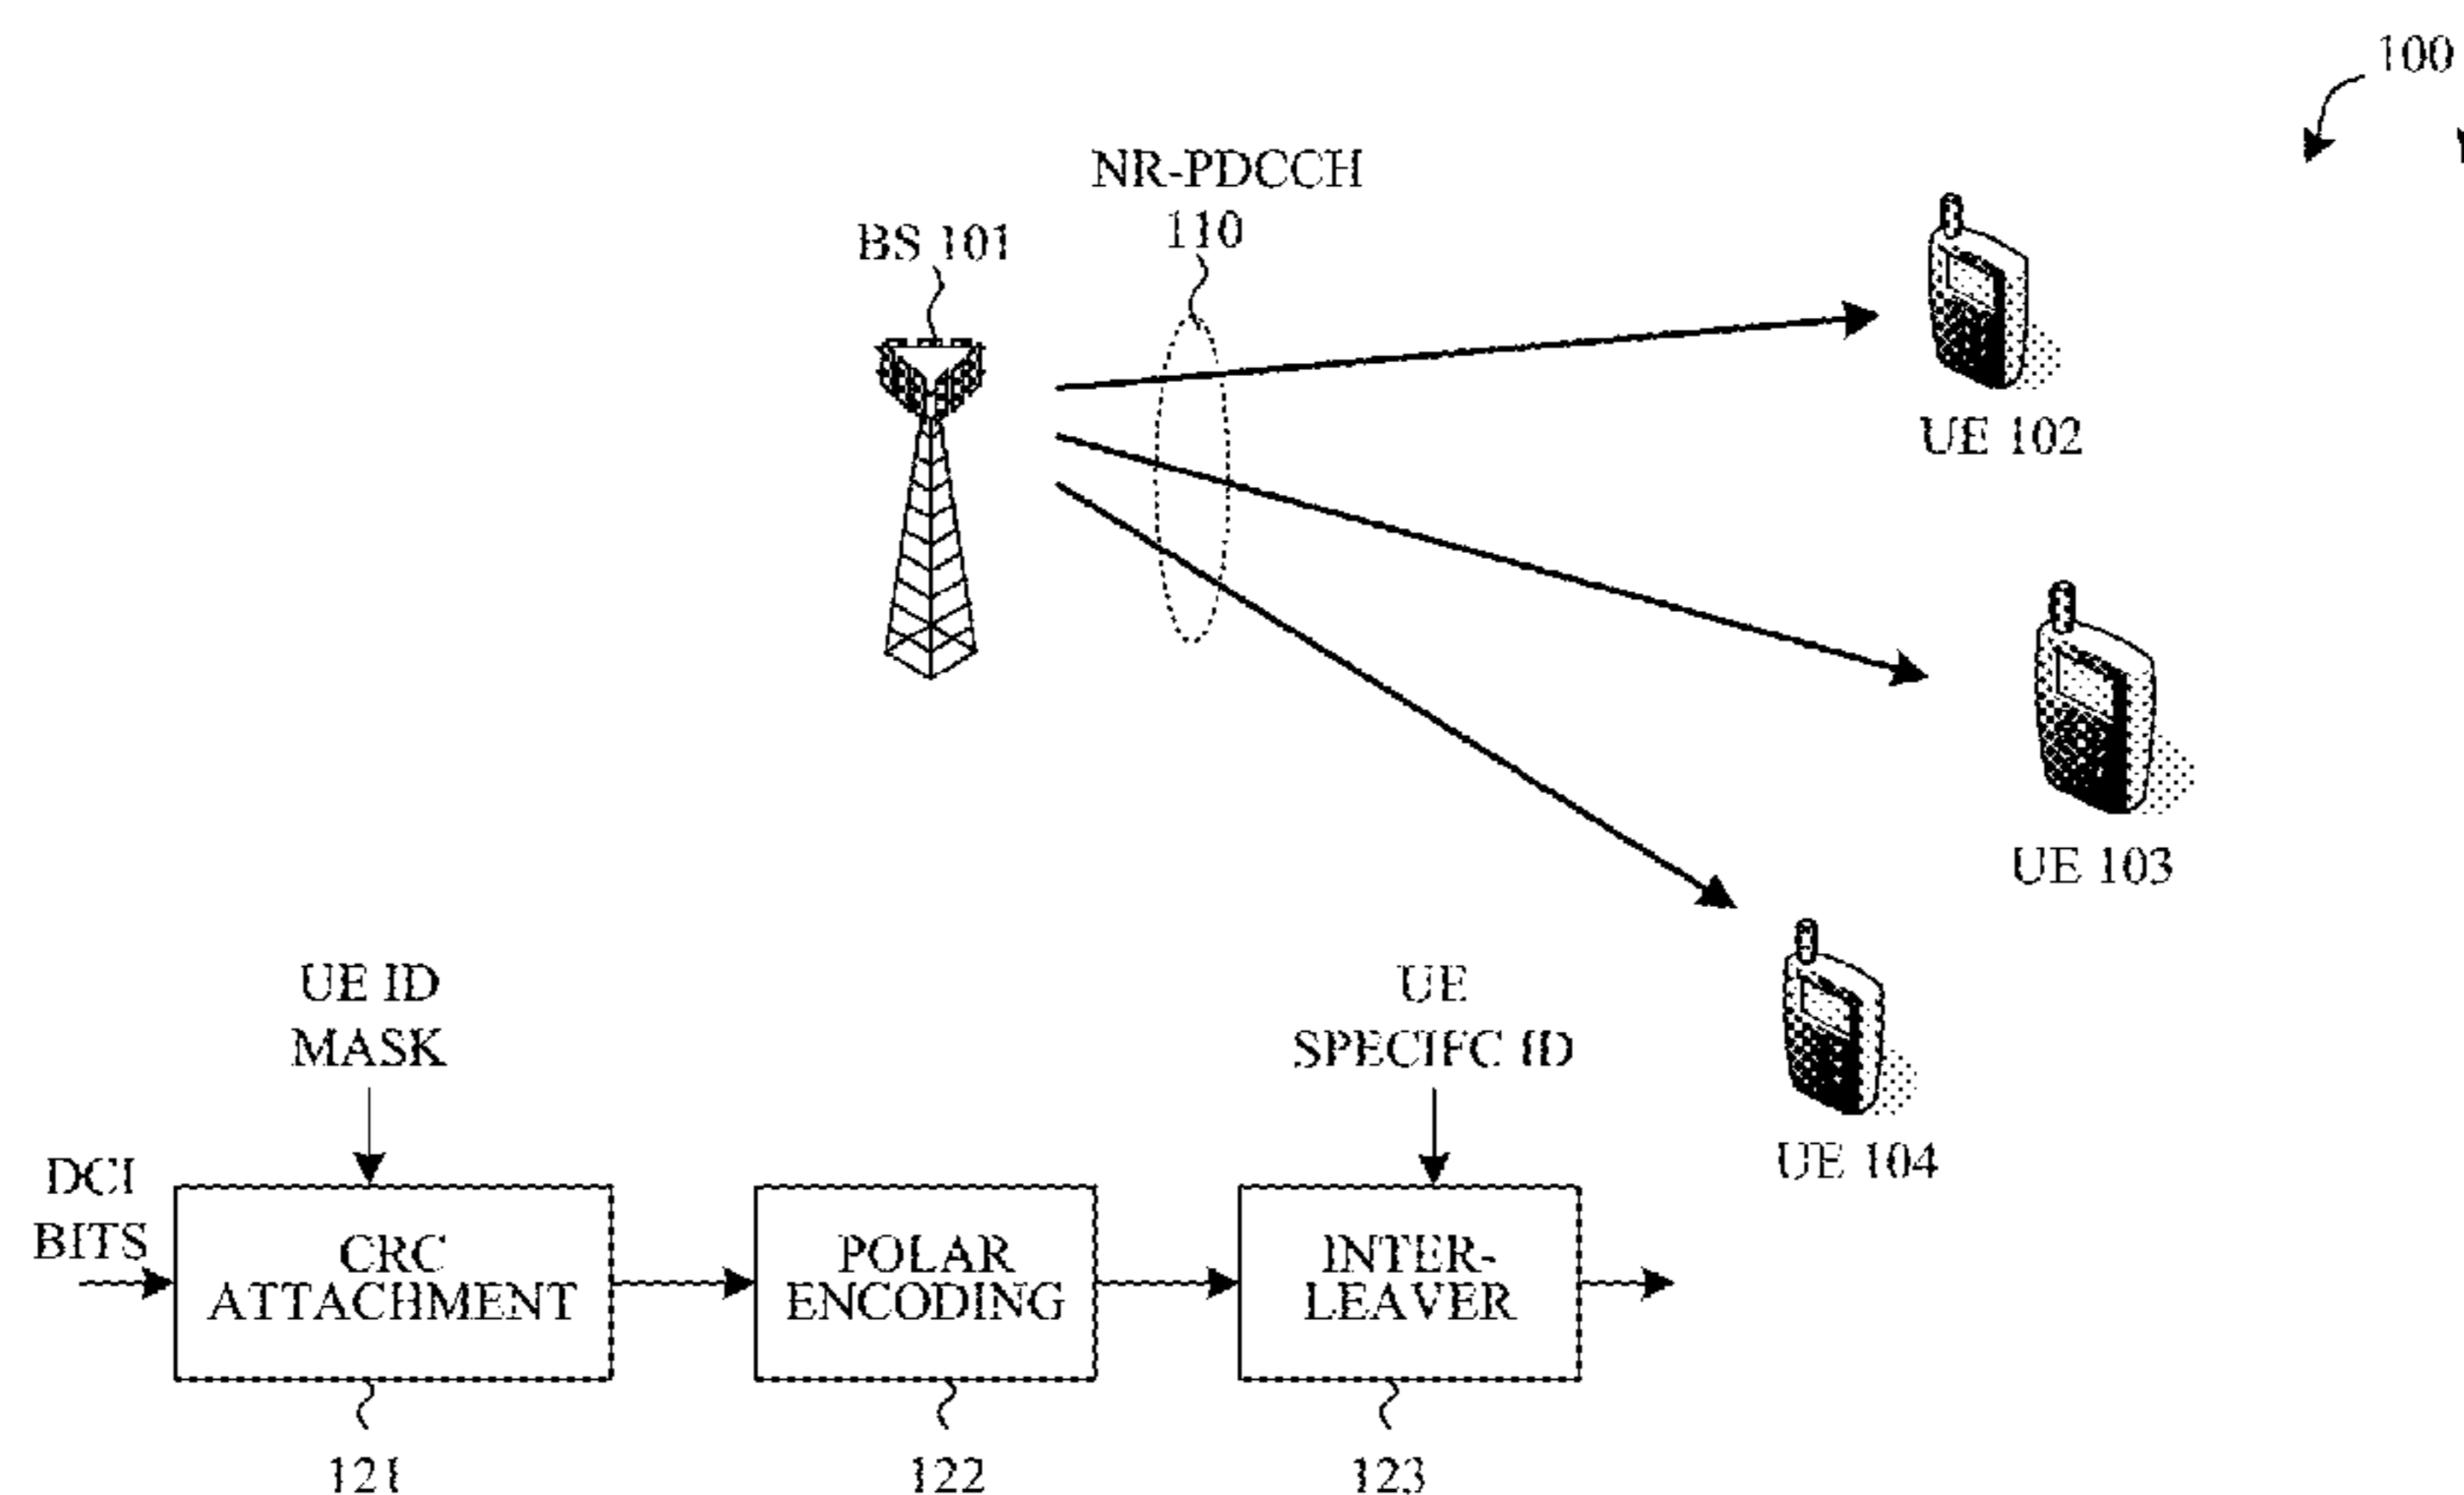 100
NR-PDCCH
110
BS 101
UE 102
UE 103
UE ID
MASK
UE
SPECIFC ID
UE 104
DCI
BITS
CRC
ATTACHMENT
POLAR
ENCODING
INTER-
LEAVER
121
122
123